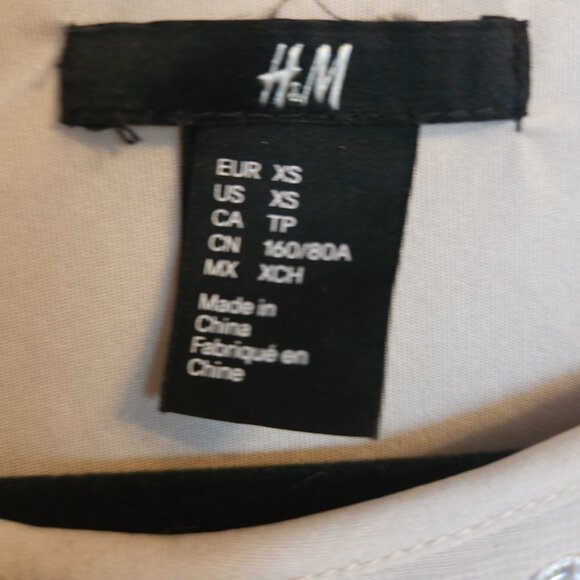 H&M
EUR XS
US XS
CA TP
CN 160/80A
MX XCH
Made in
China
Fabriqué en
Chine